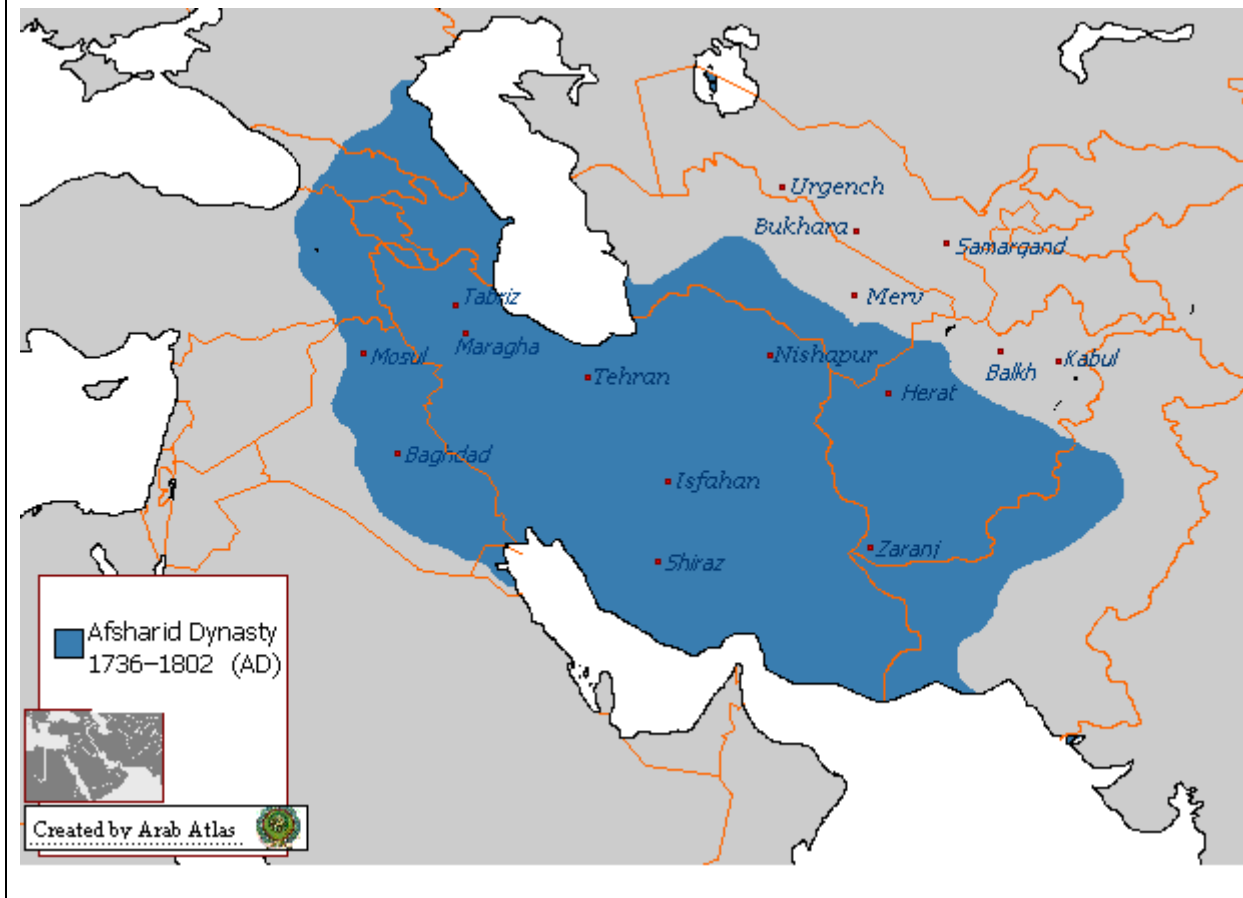 Urgench
Bukhara
Samarqand
Merv
Tabriz
Maragha
Mosul
Nishapur
Balkh
Kabul
Tehran
Herat
Baghdad
Isfahan
Zaranj
Shiraz
Afsharid Dynasty
1736–1802 (AD)
Created by Arab Atlas